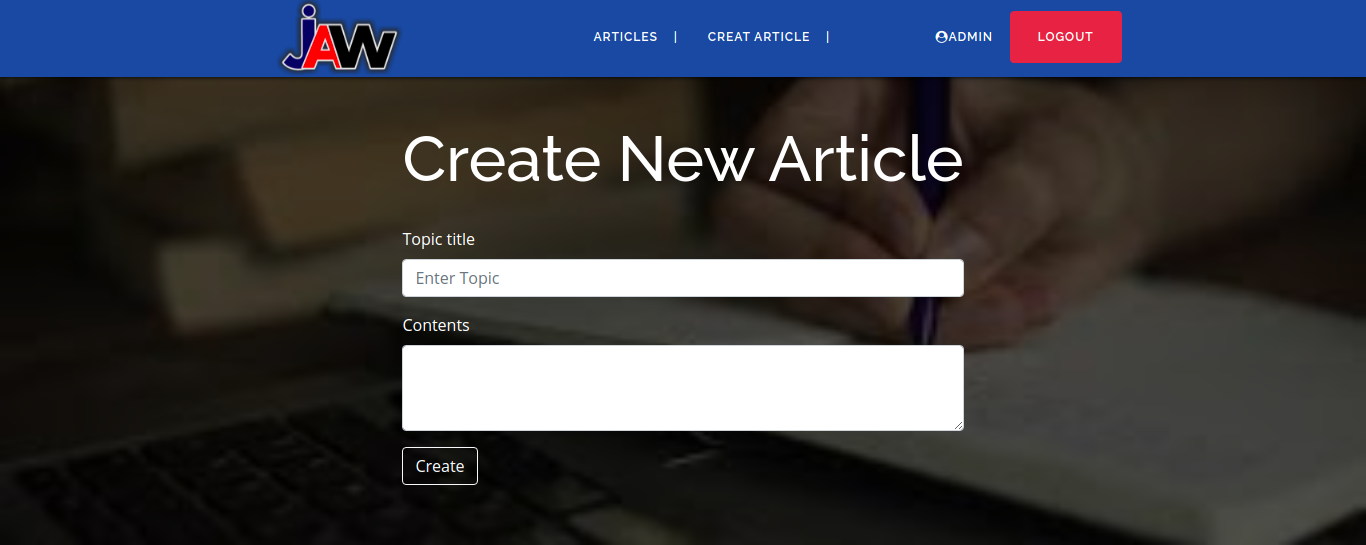 jAW
ARTICLES | CREAT ARTICLE | ADMIN LOGOUT
Create New Article
Topic title
Enter Topic
Contents
Create